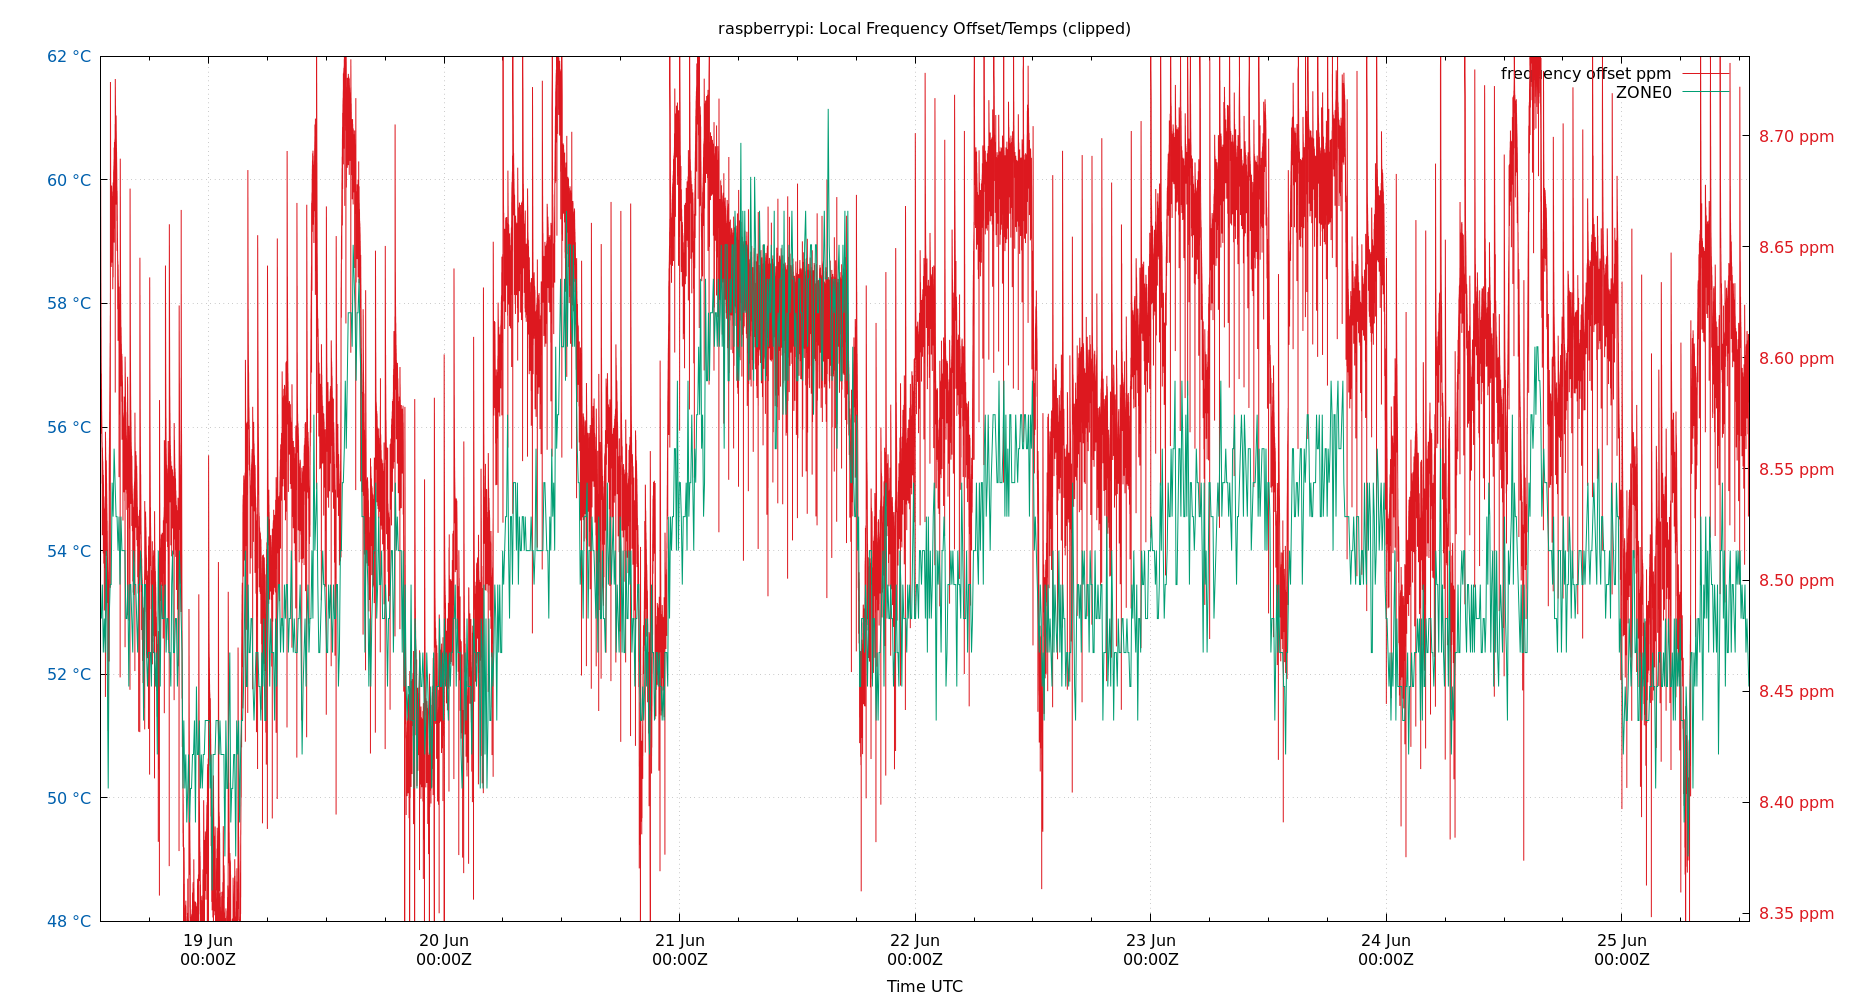 raspberrypi: Local Frequency Offset/Temps (clipped)
62 °C
60 °C
58 °C
56 °C
54 °C
52 °C
50 °C
48 °C
frequency offset ppm
ZONE0
8.70 ppm
8.65 ppm
8.60 ppm
8.55 ppm
8.50 ppm
8.45 ppm
8.40 ppm
8.35 ppm
19 Jun
00:00Z
20 Jun
00:00Z
21 Jun
00:00Z
22 Jun
00:00Z
23 Jun
00:00Z
24 Jun
00:00Z
25 Jun
00:00Z
Time UTC